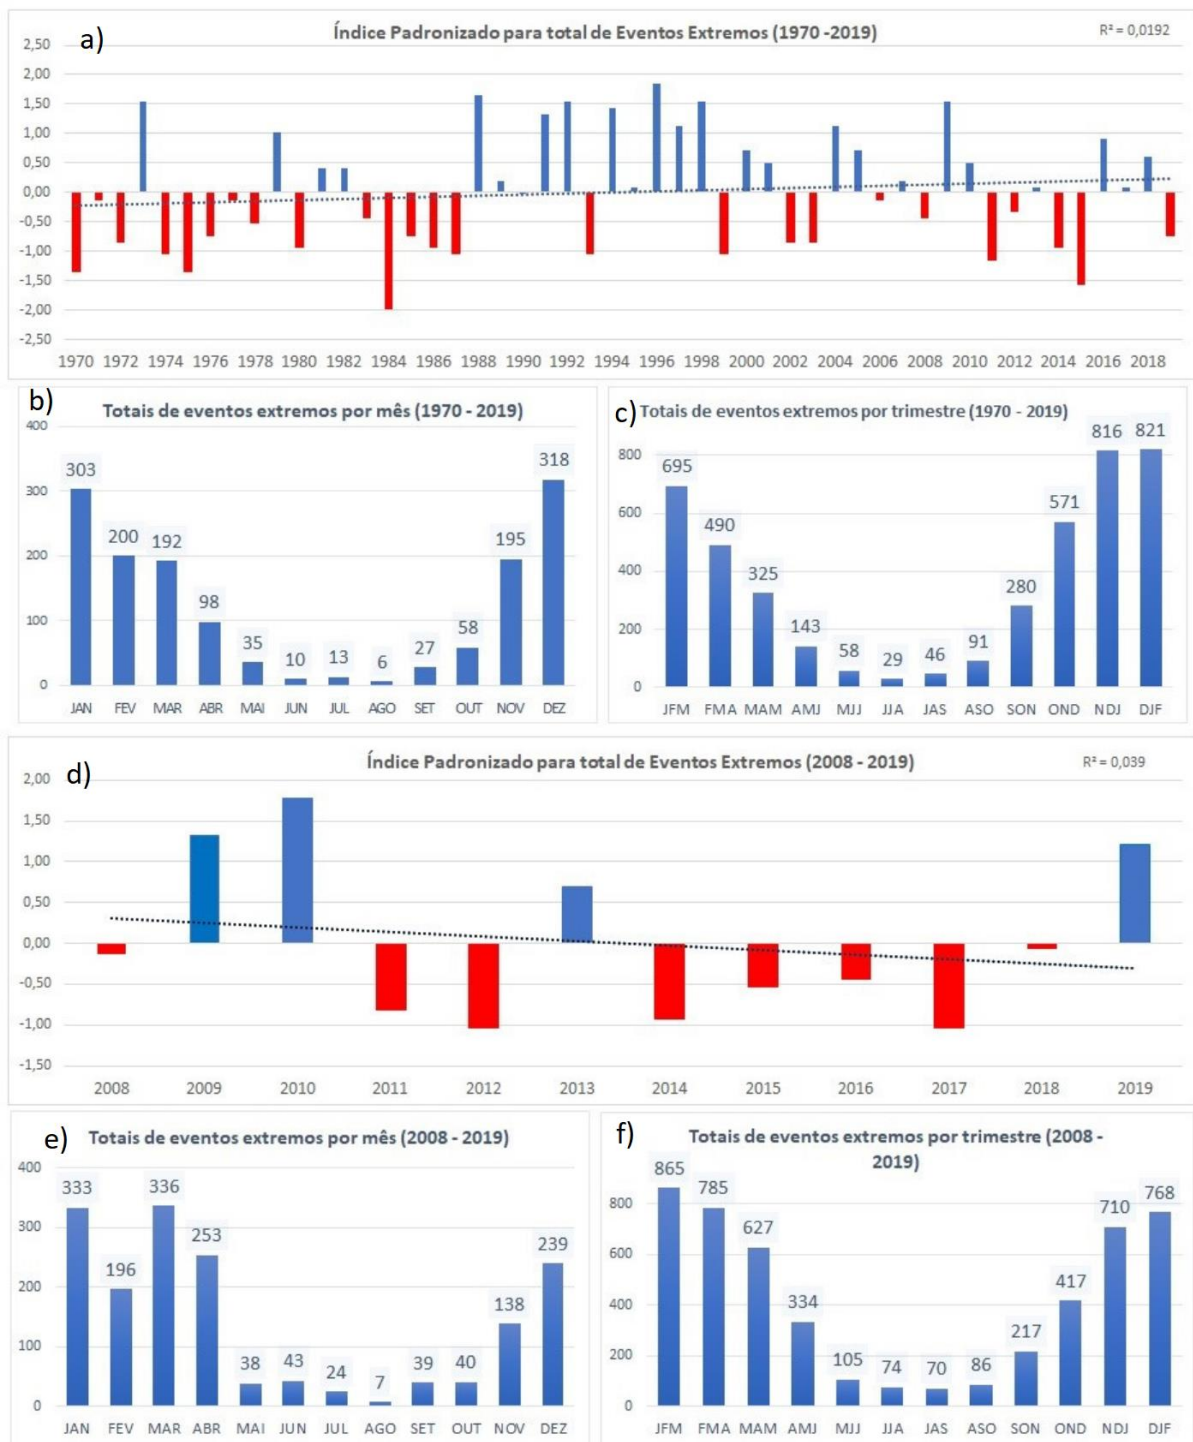 a)
Índice Padronizado para total de Eventos Extremos (1970 -2019)
R² = 0,0192
2,50
2,00
1,50
1,00
0,50
0,00
-0,50
-1,00
-1,50
-2,00
-2,50
1970 1972 1974 1976 1978 1980 1982 1984 1986 1988 1990 1992 1994 1996 1998 2000 2002 2004 2006 2008 2010 2012 2014 2016 2018
b)
Totais de eventos extremos por mês (1970 - 2019)
400
300
200
100
0
303 200 192 98 35 10 13 6 27 58 195 318
JAN FEV MAR ABR MAI JUN JUL AGO SET OUT NOV DEZ
c)
Totais de eventos extremos por trimestre (1970 - 2019)
800
600
400
200
0
695 490 325 143 58 29 46 91 280 571 816 821
JFM FMA MAM AMJ MJJ JJA JAS ASO SON OND NDJ DJF
d)
Índice Padronizado para total de Eventos Extremos (2008 - 2019)
R² = 0,039
2,00
1,50
1,00
0,50
0,00
-0,50
-1,00
-1,50
2008 2009 2010 2011 2012 2013 2014 2015 2016 2017 2018 2019
e)
Totais de eventos extremos por mês (2008 - 2019)
400
300
200
100
0
333 196 336 253 38 43 24 7 39 40 138 239
JAN FEV MAR ABR MAI JUN JUL AGO SET OUT NOV DEZ
f)
Totais de eventos extremos por trimestre (2008 -
2019)
800
600
400
200
0
865 785 627 334 105 74 70 86 217 417 710 768
JFM FMA MAM AMJ MJJ JJA JAS ASO SON OND NDJ DJF